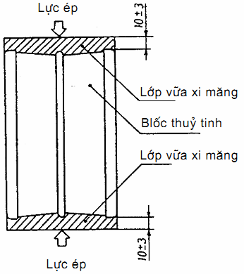 Lực ép
10±3
Lớp vữa xi măng
Blốc thuỷ tinh
Lớp vữa xi măng
10±3
Lực ép